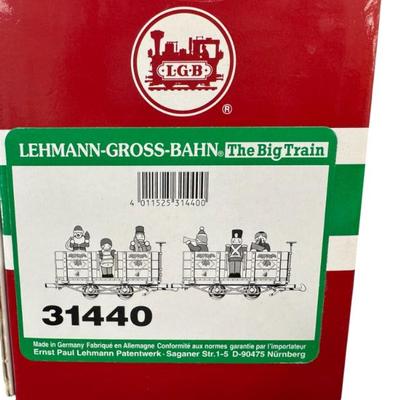 L·G·B
®
LEHMANN-GROSS-BAHN® The Big Train
4 011525 314400
31440
Made in Germany Fabriqué en Allemagne Conformité aux normes garantie par l'importateur
Ernst Paul Lehmann Patentwerk · Saganer Str.1-5 D-90475 Nürnberg